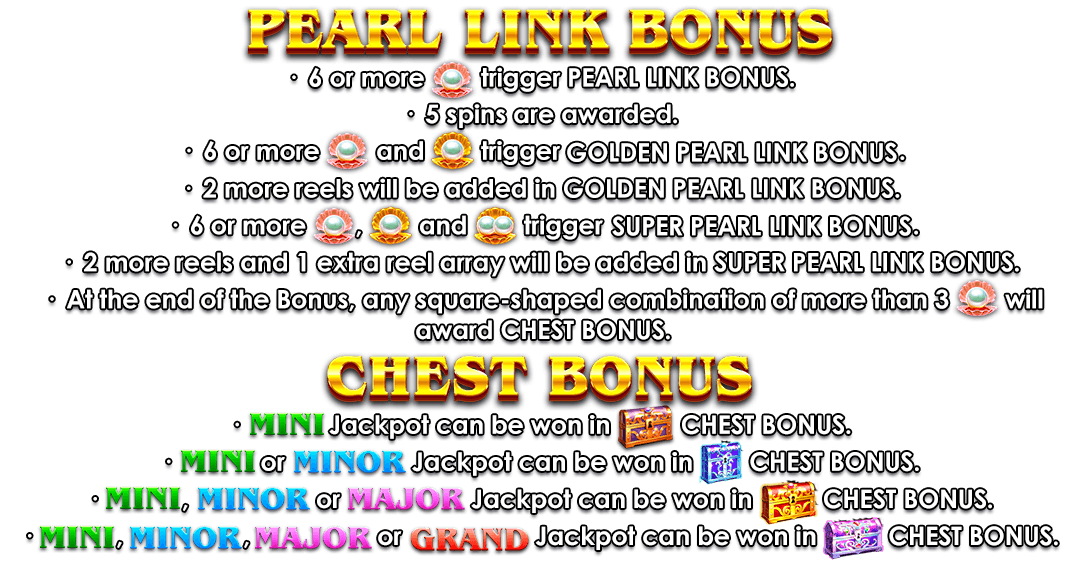 PEARL LINK BONUS
· 6 or more trigger PEARL LINK BONUS.
· 5 spins are awarded.
· 6 or more and trigger GOLDEN PEARL LINK BONUS.
· 2 more reels will be added in GOLDEN PEARL LINK BONUS.
· 6 or more , and trigger SUPER PEARL LINK BONUS.
· 2 more reels and 1 extra reel array will be added in SUPER PEARL LINK BONUS.
· At the end of the Bonus, any square-shaped combination of more than 3 will
award CHEST BONUS.
CHEST BONUS
· MINI Jackpot can be won in CHEST BONUS.
· MINI or MINOR Jackpot can be won in CHEST BONUS.
· MINI, MINOR or MAJOR Jackpot can be won in CHEST BONUS.
· MINI, MINOR, MAJOR or GRAND Jackpot can be won in CHEST BONUS.